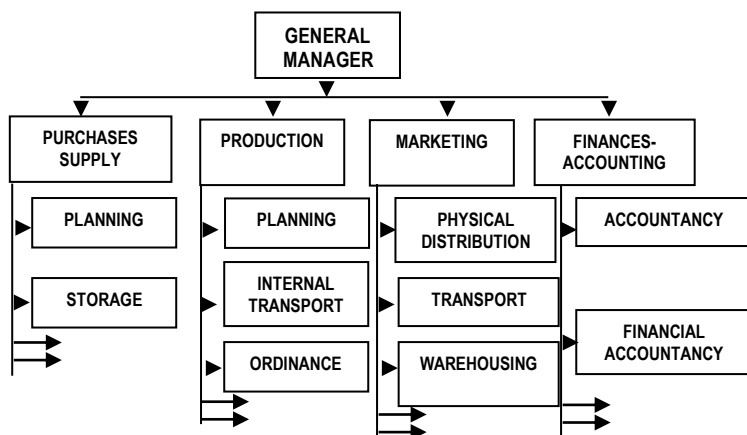 GENERAL
MANAGER
PURCHASES
SUPPLY
PRODUCTION
MARKETING
FINANCES-
ACCOUNTING
PLANNING
STORAGE
PLANNING
INTERNAL
TRANSPORT
ORDINANCE
PHYSICAL
DISTRIBUTION
TRANSPORT
WAREHOUSING
ACCOUNTANCY
FINANCIAL
ACCOUNTANCY